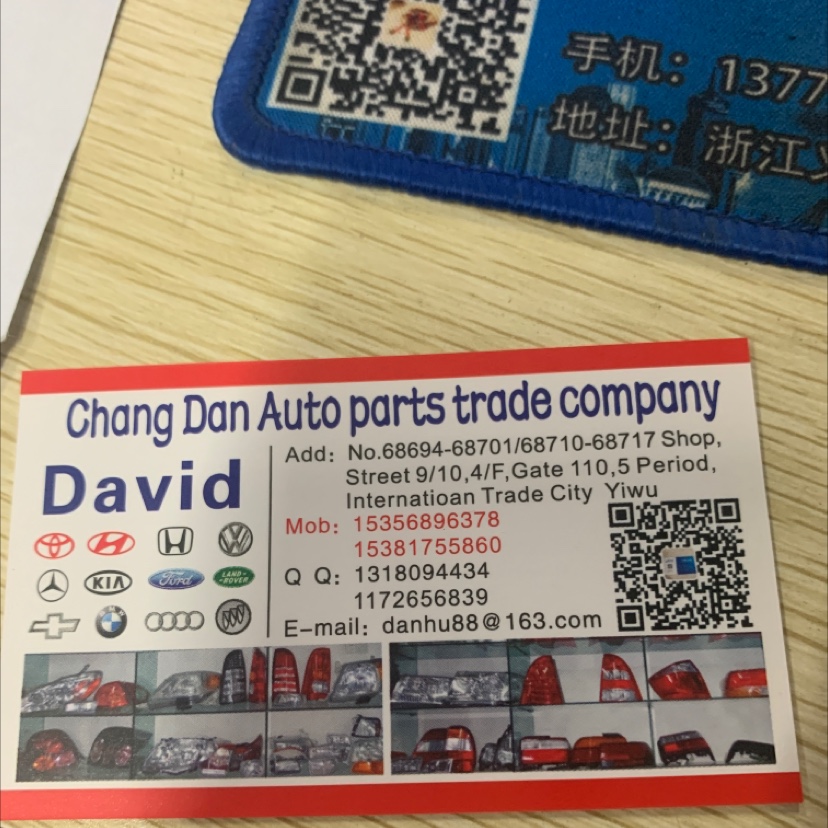 手机：1377
地址：浙江义
Chang Dan Auto parts trade company
David
Add: No.68694-68701/68710-68717 Shop,
Street 9/10,4/F,Gate 110,5 Period,
Internatioan Trade City Yiwu
Mob: 15356896378
15381755860
Q Q: 1318094434
1172656839
E-mail: danhu88@163.com
KIA
Ford
LAND-
ROVER